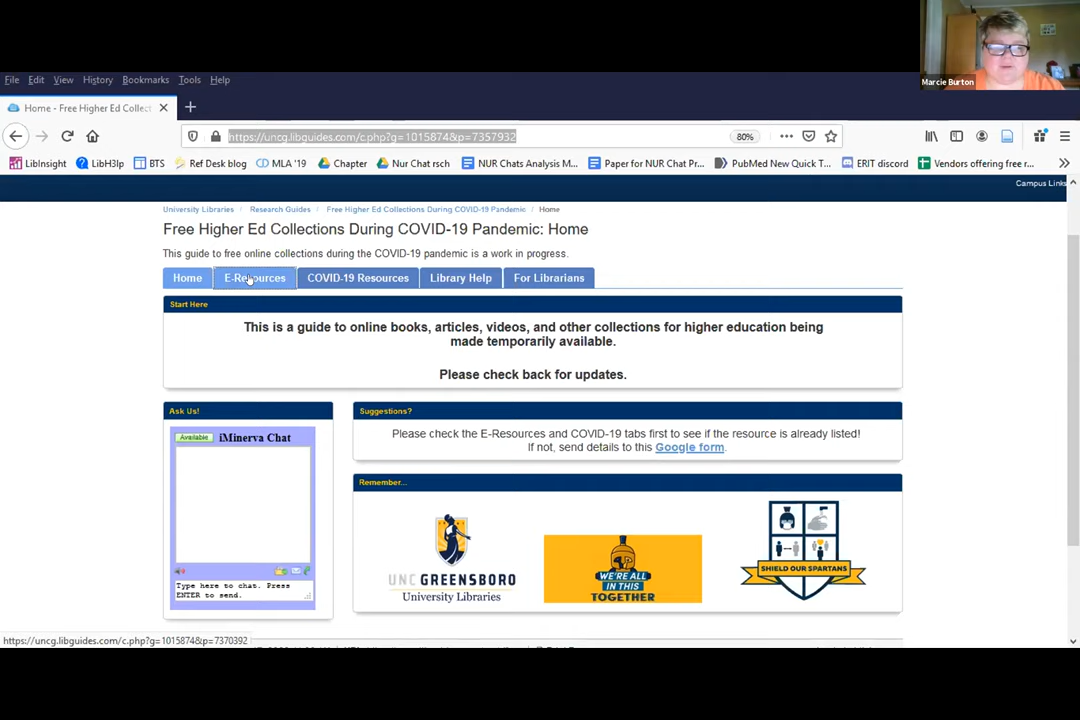 Marcie Burton
File Edit View History Bookmarks Tools Help
Home - Free Higher Ed Collect
https://uncg.libguides.com/c.php?g=1015874&p=7357932
80%
LibInsight LibH3lp BTS Ref Desk blog MLA '19 Chapter Nur Chat rsch NUR Chats Analysis M... Paper for NUR Chat Pr... PubMed New Quick T... ERIT discord Vendors offering free r...
Campus Links
University Libraries / Research Guides / Free Higher Ed Collections During COVID-19 Pandemic / Home
Free Higher Ed Collections During COVID-19 Pandemic: Home
This guide to free online collections during the COVID-19 pandemic is a work in progress.
Home E-Resources COVID-19 Resources Library Help For Librarians
Start Here
This is a guide to online books, articles, videos, and other collections for higher education being
made temporarily available.
Please check back for updates.
Ask Us!
Available iMinerva Chat
Type here to chat. Press
ENTER to send.
Suggestions?
Please check the E-Resources and COVID-19 tabs first to see if the resource is already listed!
If not, send details to this Google form.
Remember...
UNC GREENSBORO
University Libraries
WE'RE ALL
IN THIS
TOGETHER
SHIELD OUR SPARTANS
https://uncg.libguides.com/c.php?g=1015874&p=7370392